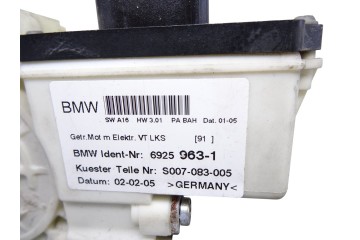 BMW
SW A16 HW 3.01 PA BAH Dat. 01-05
Getr.Mot m Elektr. VT LKS [91 ]
BMW Ident-Nr: 6925 963-1
Kuester Teile Nr: S007-083-005
Datum: 02-02-05 >GERMANY<